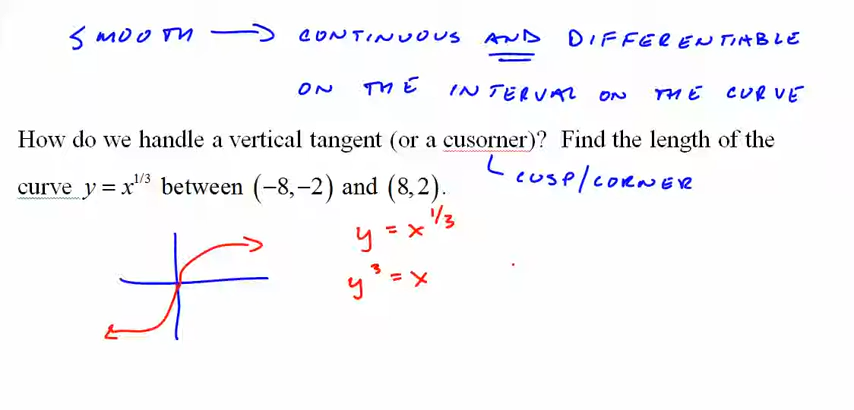 SMOOTH → CONTINUOUS AND DIFFERENTIABLE
ON THE INTERVAL ON THE CURVE
How do we handle a vertical tangent (or a cusorner)? Find the length of the
curve y = x^{1/3} between (−8,−2) and (8,2).
CUSP/CORNER
y = x^{1/3}
y^3 = x